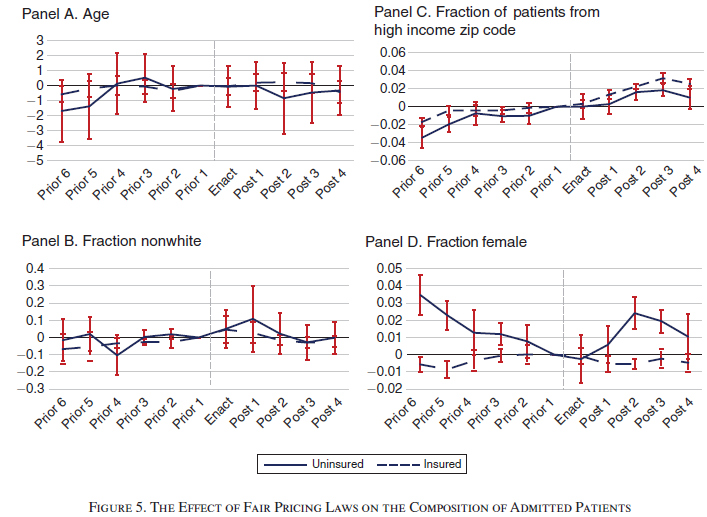 Panel A. Age
3
2
1
0
−1
−2
−3
−4
−5
Prior 6 Prior 5 Prior 4 Prior 3 Prior 2 Prior 1 Enact Post 1 Post 2 Post 3 Post 4
Panel C. Fraction of patients from
high income zip code
0.06
0.04
0.02
0
−0.02
−0.04
−0.06
Prior 6 Prior 5 Prior 4 Prior 3 Prior 2 Prior 1 Enact Post 1 Post 2 Post 3 Post 4
Panel B. Fraction nonwhite
0.4
0.3
0.2
0.1
0
−0.1
−0.2
−0.3
Prior 6 Prior 5 Prior 4 Prior 3 Prior 2 Prior 1 Enact Post 1 Post 2 Post 3 Post 4
Panel D. Fraction female
0.05
0.04
0.03
0.02
0.01
0
−0.01
−0.02
Prior 6 Prior 5 Prior 4 Prior 3 Prior 2 Prior 1 Enact Post 1 Post 2 Post 3 Post 4
Uninsured Insured
FIGURE 5. THE EFFECT OF FAIR PRICING LAWS ON THE COMPOSITION OF ADMITTED PATIENTS